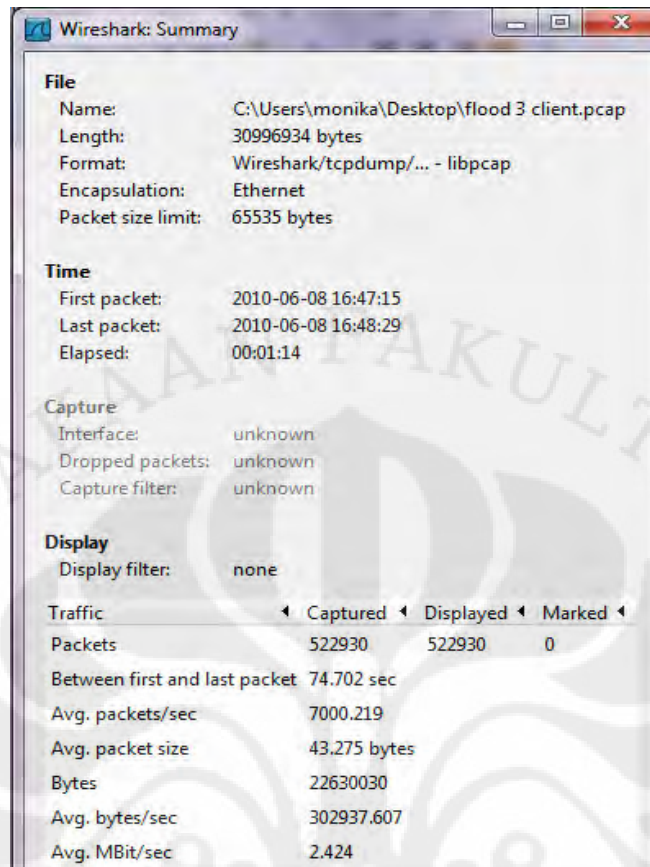 Wireshark: Summary
File
Name: C:\Users\monika\Desktop\flood 3 client.pcap
Length: 30996934 bytes
Format: Wireshark/tcpdump/... - libpcap
Encapsulation: Ethernet
Packet size limit: 65535 bytes
Time
First packet: 2010-06-08 16:47:15
Last packet: 2010-06-08 16:48:29
Elapsed: 00:01:14
Capture
Interface: unknown
Dropped packets: unknown
Capture filter: unknown
Display
Display filter: none
Traffic Captured Displayed Marked
Packets 522930 522930 0
Between first and last packet 74.702 sec
Avg. packets/sec 7000.219
Avg. packet size 43.275 bytes
Bytes 22630030
Avg. bytes/sec 302937.607
Avg. MBit/sec 2.424